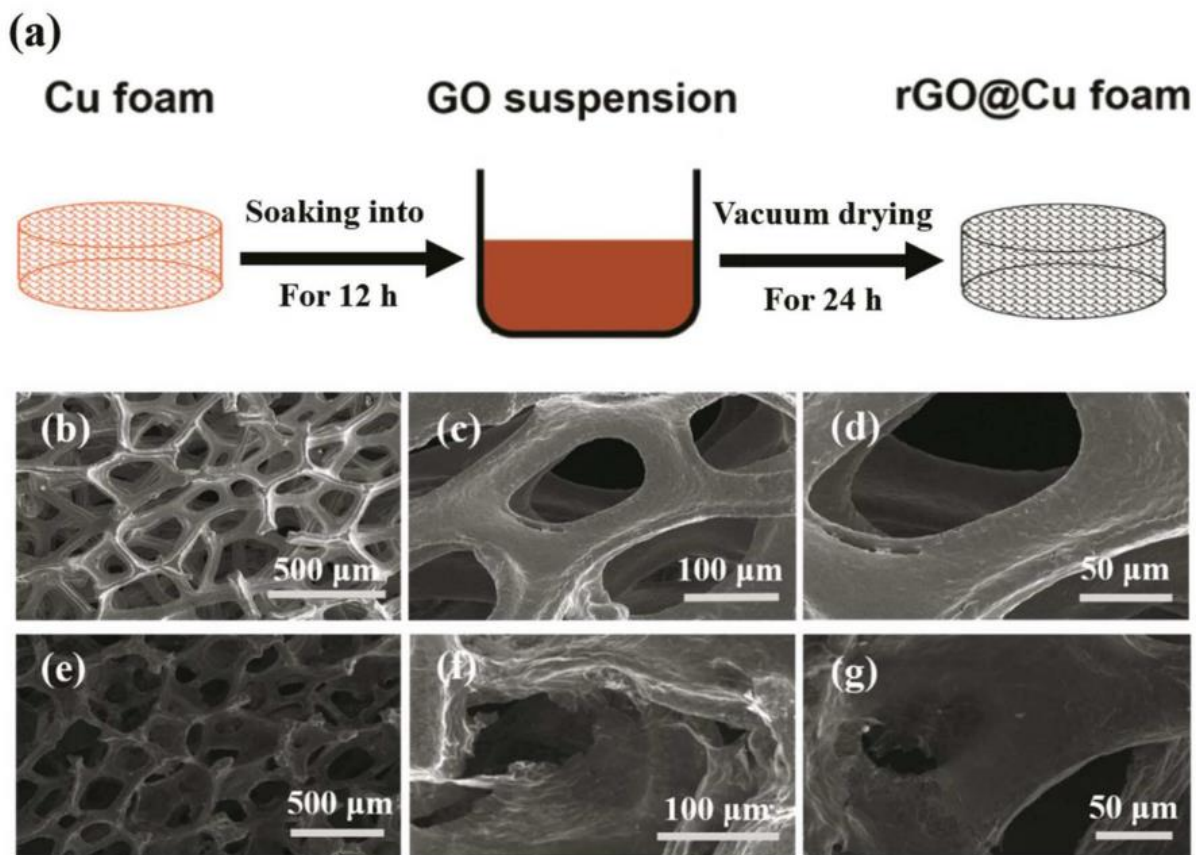 (a)
Cu foam
GO suspension
rGO@Cu foam
Soaking into
For 12 h
Vacuum drying
For 24 h
(b)
500 μm
(c)
100 μm
(d)
50 μm
(e)
500 μm
(f)
100 μm
(g)
50 μm